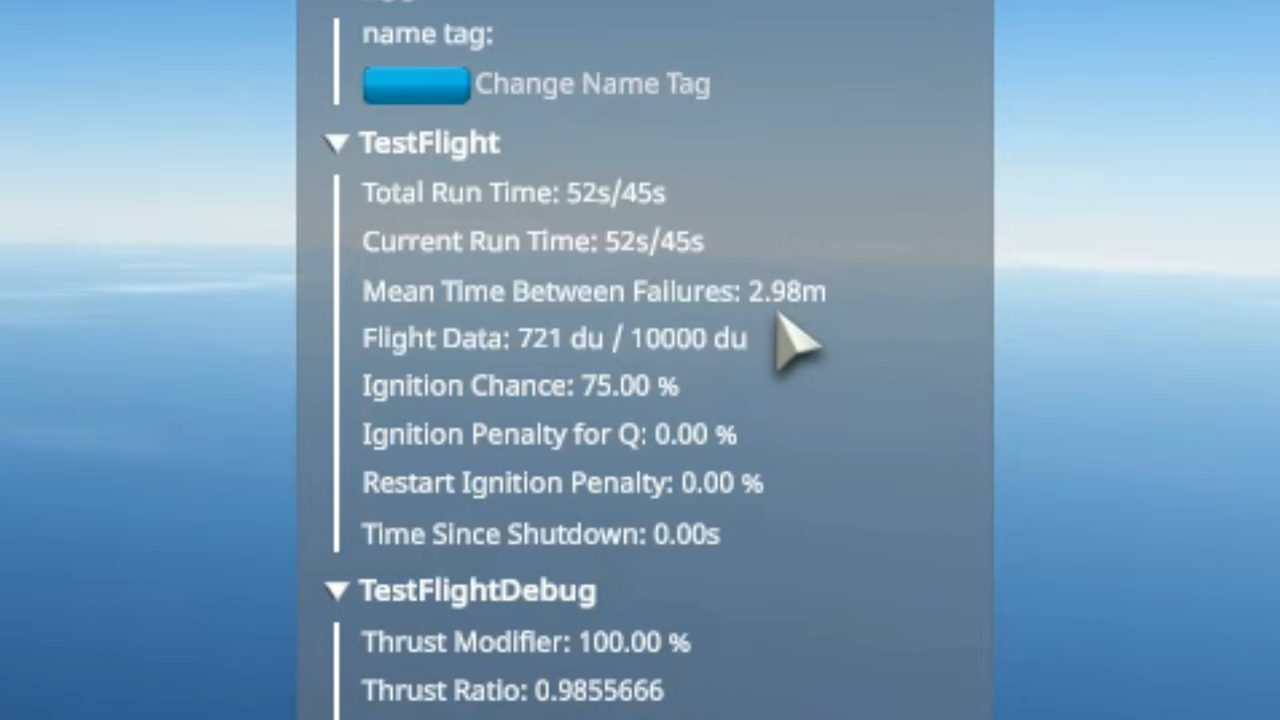 name tag:
Change Name Tag
TestFlight
Total Run Time: 52s/45s
Current Run Time: 52s/45s
Mean Time Between Failures: 2.98m
Flight Data: 721 du / 10000 du
Ignition Chance: 75.00 %
Ignition Penalty for Q: 0.00 %
Restart Ignition Penalty: 0.00 %
Time Since Shutdown: 0.00s
TestFlightDebug
Thrust Modifier: 100.00 %
Thrust Ratio: 0.9855666